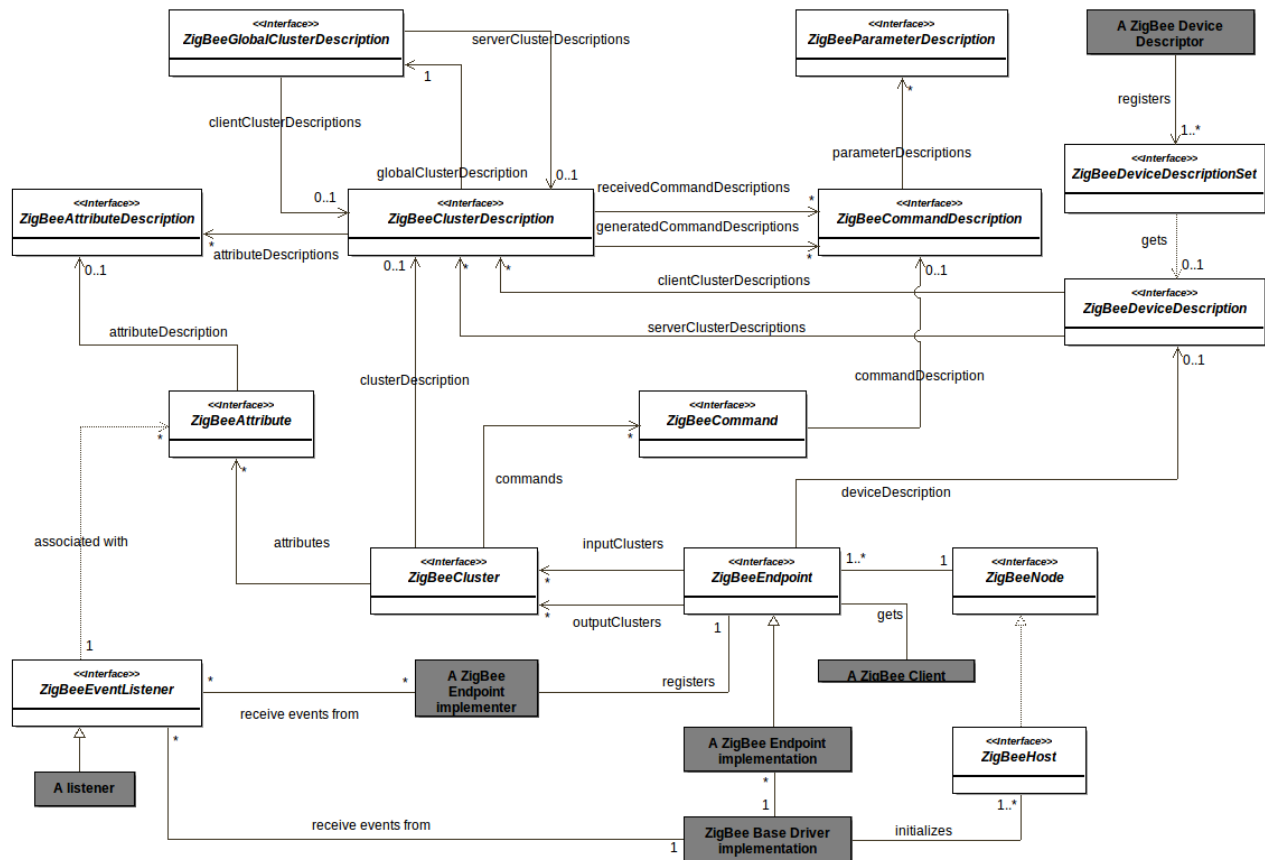 <<Interface>>
ZigBeeGlobalClusterDescription
serverClusterDescriptions
1
<<Interface>>
ZigBeeParameterDescription
*
A ZigBee Device
Descriptor
registers
1..*
clientClusterDescriptions
globalClusterDescription
0..1
0..1
parameterDescriptions
<<Interface>>
ZigBeeDeviceDescriptionSet
<<Interface>>
ZigBeeAttributeDescription
<<Interface>>
ZigBeeClusterDescription
receivedCommandDescriptions
*
generatedCommandDescriptions
*
<<Interface>>
ZigBeeCommandDescription
gets
0..1
*
attributeDescriptions
0..1
0..1
*
*
0..1
clientClusterDescriptions
serverClusterDescriptions
<<Interface>>
ZigBeeDeviceDescription
0..1
attributeDescription
clusterDescription
commandDescription
<<Interface>>
ZigBeeAttribute
*
*
<<Interface>>
ZigBeeCommand
*
commands
deviceDescription
associated with
attributes
inputClusters
1..*
1
<<Interface>>
ZigBeeCluster
*
*
<<Interface>>
ZigBeeEndpoint
<<Interface>>
ZigBeeNode
outputClusters
1
gets
1
<<Interface>>
ZigBeeEventListener
*
*
A ZigBee
Endpoint
implementer
registers
A ZigBee Client
receive events from
*
A ZigBee Endpoint
implementation
<<Interface>>
ZigBeeHost
A listener
*
1
1..*
receive events from
1
ZigBee Base Driver
implementation
initializes